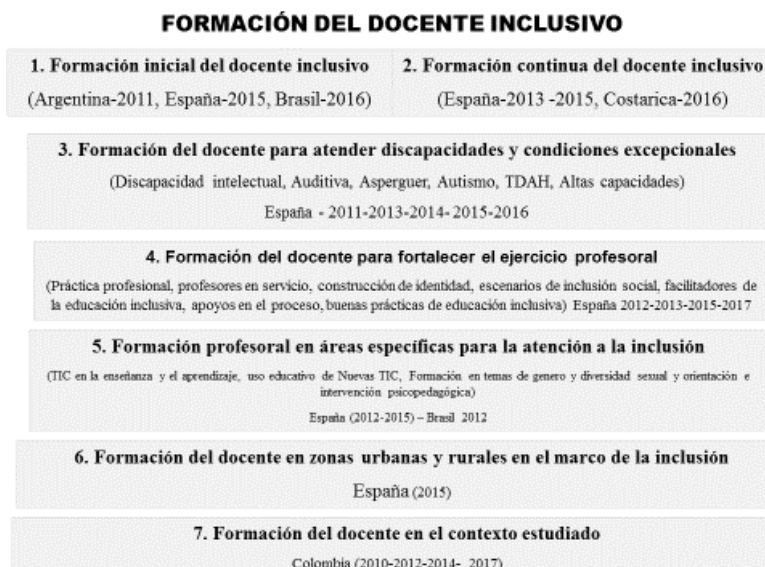 FORMACIÓN DEL DOCENTE INCLUSIVO
1. Formación inicial del docente inclusivo
(Argentina-2011, España-2015, Brasil-2016)
2. Formación continua del docente inclusivo
(España-2013 -2015, Costarica-2016)
3. Formación del docente para atender discapacidades y condiciones excepcionales
(Discapacidad intelectual, Auditiva, Asperguer, Autismo, TDAH, Altas capacidades)
España - 2011-2013-2014- 2015-2016
4. Formación del docente para fortalecer el ejercicio profesoral
(Práctica profesional, profesores en servicio, construcción de identidad, escenarios de inclusión social, facilitadores de
la educación inclusiva, apoyos en el proceso, buenas prácticas de educación inclusiva) España 2012-2013-2015-2017
5. Formación profesoral en áreas específicas para la atención a la inclusión
(TIC en la enseñanza y el aprendizaje, uso educativo de Nuevas TIC, Formación en temas de genero y diversidad sexual y orientación e
intervención psicopedagógica)
España (2012-2015) – Brasil 2012
6. Formación del docente en zonas urbanas y rurales en el marco de la inclusión
España (2015)
7. Formación del docente en el contexto estudiado
Colombia (2010-2012-2014- 2017)